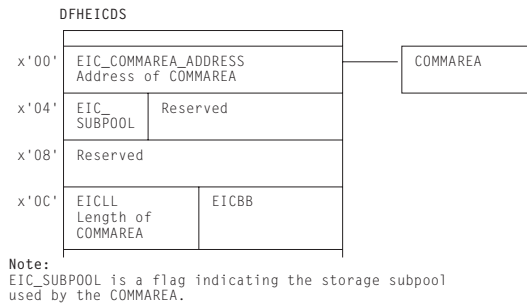 DFHEICDS
x'00' EIC_COMMAREA_ADDRESS COMMAREA
Address of COMMAREA
x'04' EIC_ Reserved
SUBPOOL
x'08' Reserved
x'0C' EICLL EICBB
Length of
COMMAREA
Note:
EIC_SUBPOOL is a flag indicating the storage subpool
used by the COMMAREA.